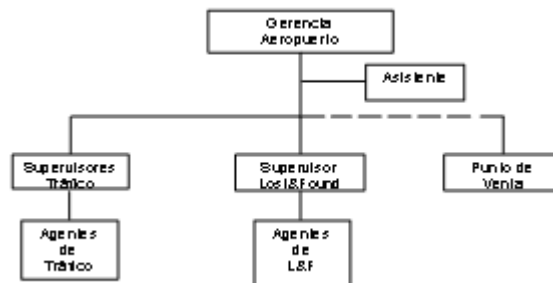 Gerencia
Aeropuerto
Asistente
Supervisores
Tráfico
Supervisor
Lost&Found
Punto de
Venta
Agentes
de
Tráfico
Agentes
de
L&F